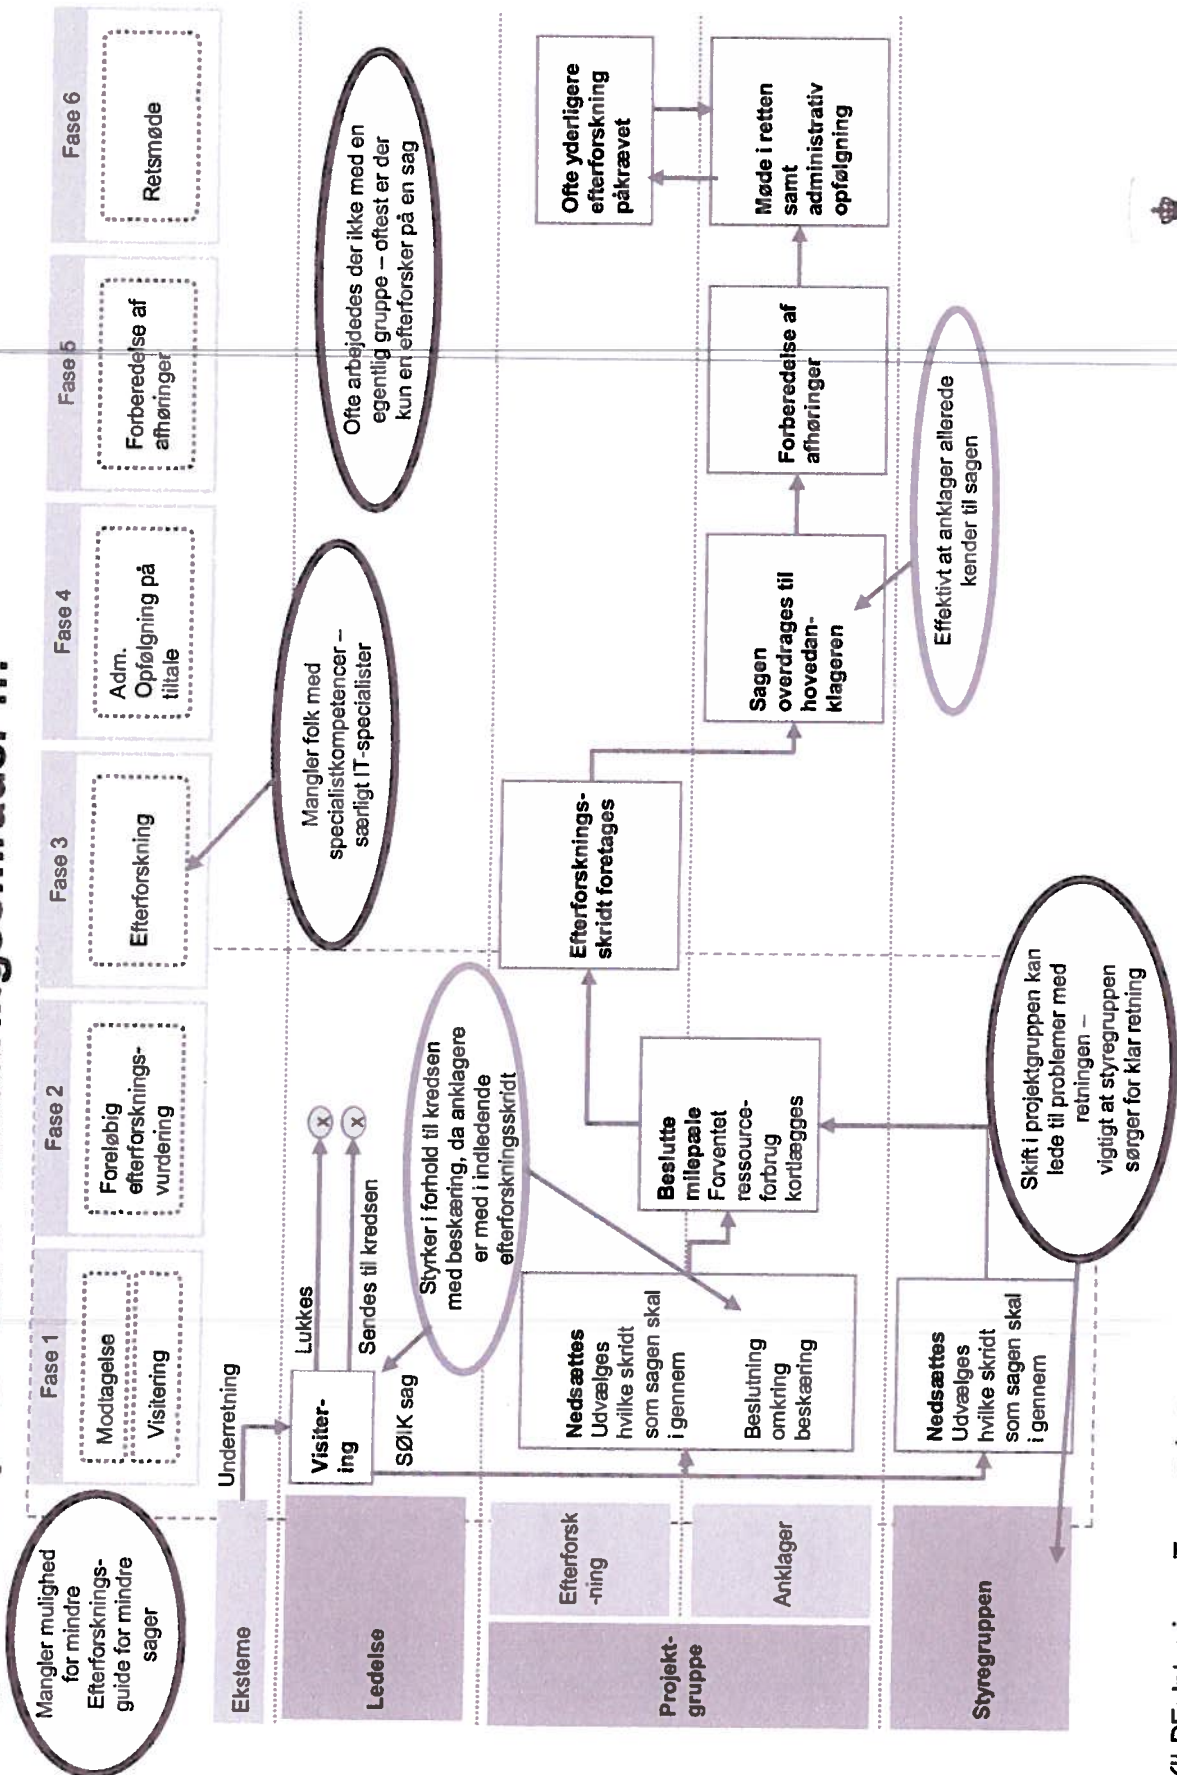 Mangler mulighed
for mindre
Efterforsknings-
guide for mindre
sager
Fase 1
Fase 2
Fase 3
Fase 4
Fase 5
Fase 6
Modtagelse
Visitering
Foreløbig
efterforsknings-
vurdering
Efterforskning
Adm.
Opfølgning på
tiltale
Forberedelse af
afhøringer
Retsmøde
Eksterne
Underretning
Ledelse
Visiter-
ing
Lukkes
Sendes til kredsen
SØIK sag
X
X
Mangler folk med
specialistkompetencer –
særligt IT-specialister
Ofte arbejdedes der ikke med en
egentlig gruppe – oftest er der
kun en efterforsker på en sag
Styrker i forhold til kredsen
med beskæring, da anklagere
er med i indledende
efterforskningsskridt
Projekt-
gruppe
Efterforsk
-ning
Anklager
Nedsættes
Udvælges
hvilke skridt
som sagen skal
i gennem
Beslutning
omkring
beskæring
Beslutte
milepæle
Forventet
ressource-
forbrug
kortlægges
Efterforsknings-
skridt foretages
Sagen
overdrages til
hovedan-
klageren
Forberedelse af
afhøringer
Ofte yderligere
efterforskning
påkrævet
Møde i retten
samt
administrativ
opfølgning
Effektivt at anklager allerede
kender til sagen
Styregruppen
Nedsættes
Udvælges
hvilke skridt
som sagen skal
i gennem
Skift i projektgruppen kan
lede til problemer med
retningen –
vigtigt at styregruppen
sørger for klar retning